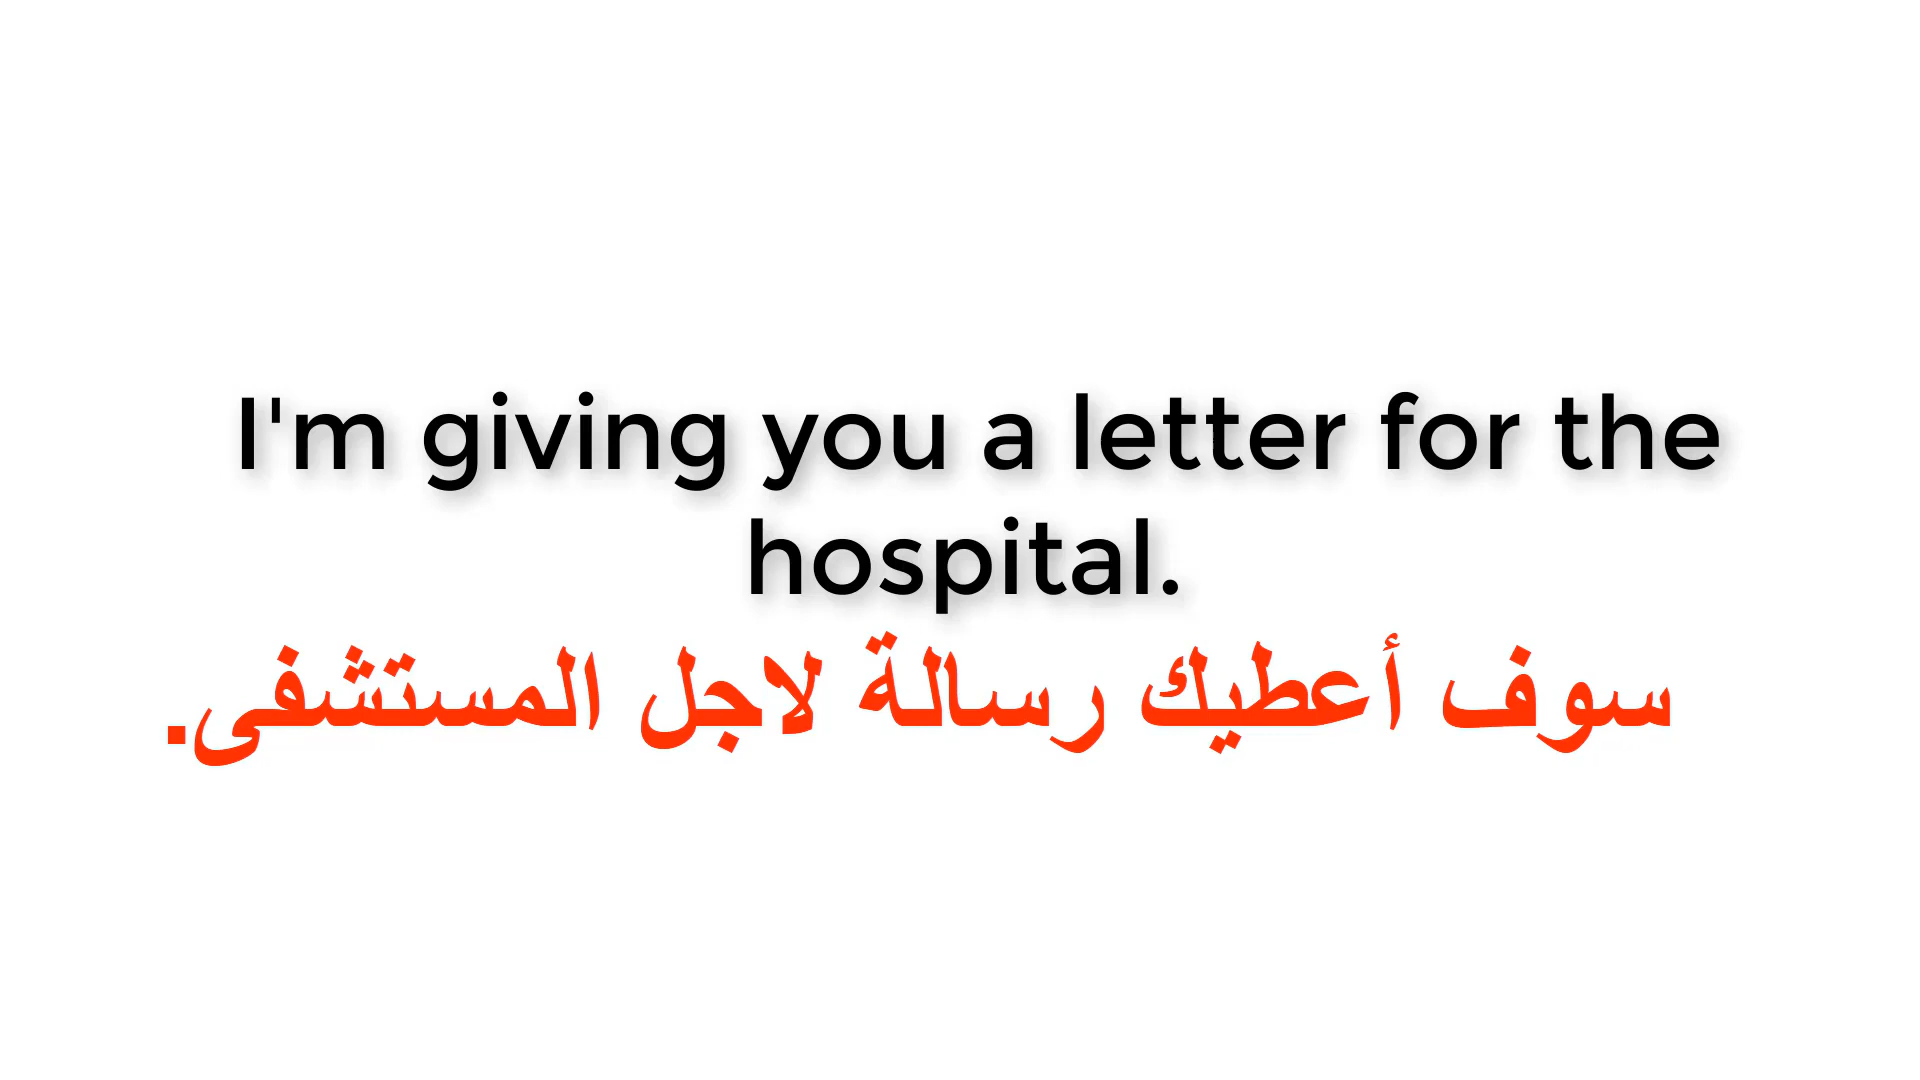 I'm giving you a letter for the
hospital.
سوف أعطيك رسالة لاجل المستشفى.